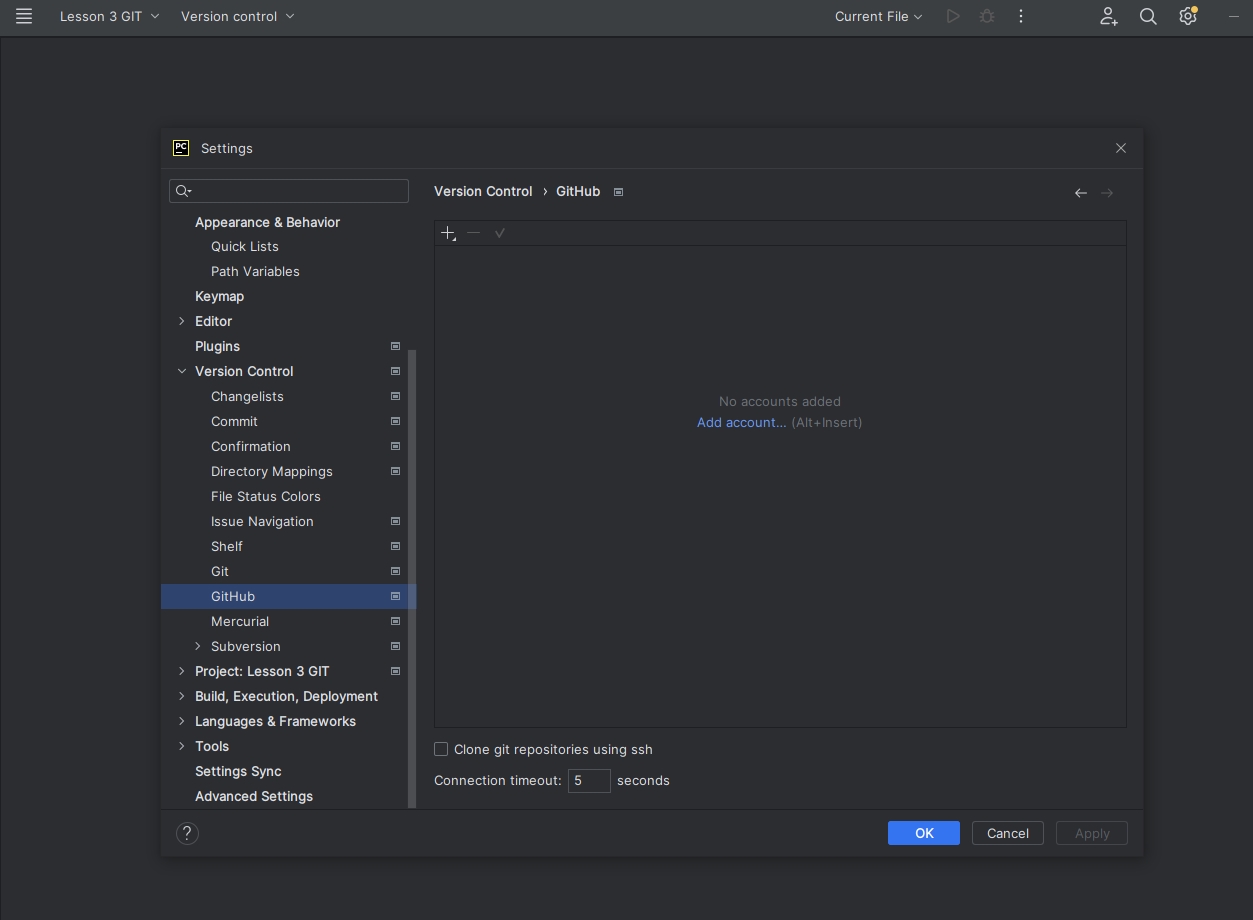 Lesson 3 GIT Version control Current File
PC Settings
Version Control › GitHub
Appearance & Behavior
Quick Lists
Path Variables
Keymap
Editor
Plugins
Version Control
Changelists
Commit
Confirmation
Directory Mappings
File Status Colors
Issue Navigation
Shelf
Git
GitHub
Mercurial
Subversion
Project: Lesson 3 GIT
Build, Execution, Deployment
Languages & Frameworks
Tools
Settings Sync
Advanced Settings
No accounts added
Add account... (Alt+Insert)
Clone git repositories using ssh
Connection timeout: 5 seconds
? OK Cancel Apply